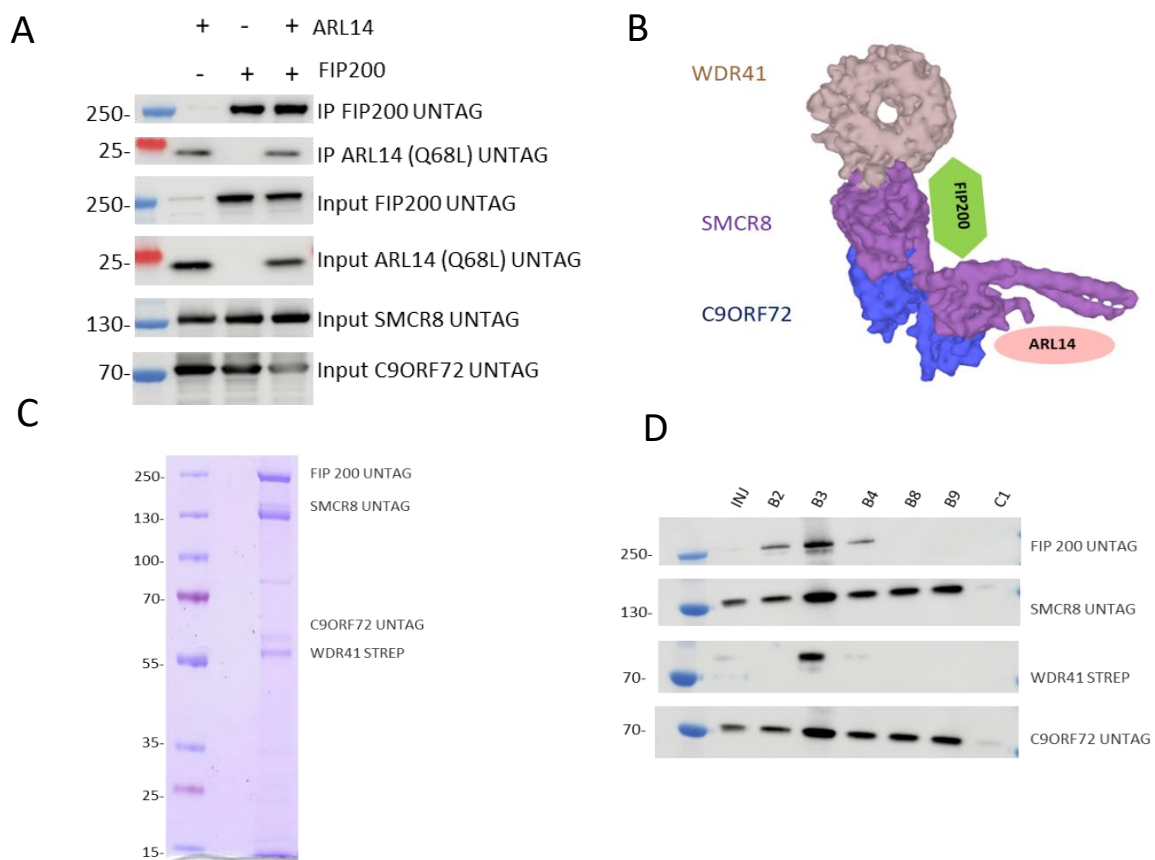 A
+ - + ARL14
- + + FIP200
250- IP FIP200 UNTAG
25- IP ARL14 (Q68L) UNTAG
250- Input FIP200 UNTAG
25- Input ARL14 (Q68L) UNTAG
130- Input SMCR8 UNTAG
70- Input C9ORF72 UNTAG
B
WDR41
FIP200
SMCR8
C9ORF72
ARL14
C
250- FIP 200 UNTAG
SMCR8 UNTAG
130-
100-
70-
C9ORF72 UNTAG
WDR41 STREP
55-
35-
25-
15-
D
INJ B2 B3 B4 B8 B9 C1
250- FIP 200 UNTAG
130- SMCR8 UNTAG
70- WDR41 STREP
70- C9ORF72 UNTAG